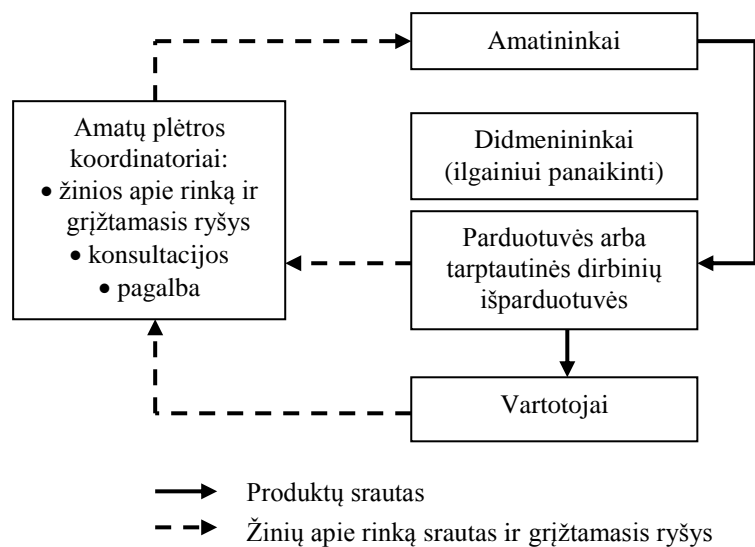 Amatininkai
Amatų plėtros
koordinatoriai:
• žinios apie rinką ir
grįžtamasis ryšys
• konsultacijos
• pagalba
Didmenininkai
(ilgainiui panaikinti)
Parduotuvės arba
tarptautinės dirbinių
išparduotuvės
Vartotojai
Produktų srautas
Žinių apie rinką srautas ir grįžtamasis ryšys